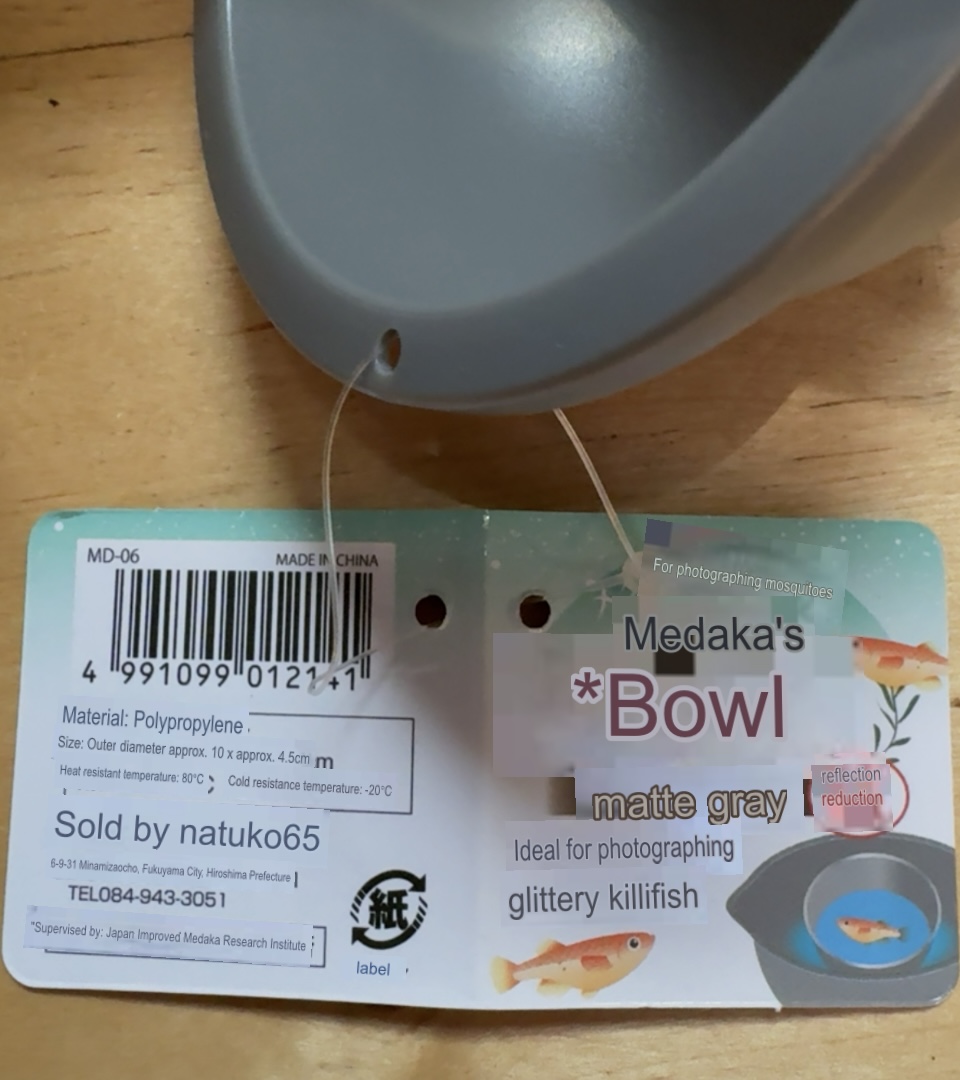 MD-06
MADE IN CHINA
4 991099 012141
Material: Polypropylene
Size: Outer diameter approx. 10 x approx. 4.5cm m
Heat resistant temperature: 80°C ; Cold resistance temperature: -20°C
Sold by natuko65
6-9-31 Minamizaocho, Fukuyama City, Hiroshima Prefecture
TEL084-943-3051
"Supervised by: Japan Improved Medaka Research Institute
紙
label
For photographing mosquitoes
Medaka's
*Bowl
matte gray
reflection
reduction
Ideal for photographing
glittery killifish